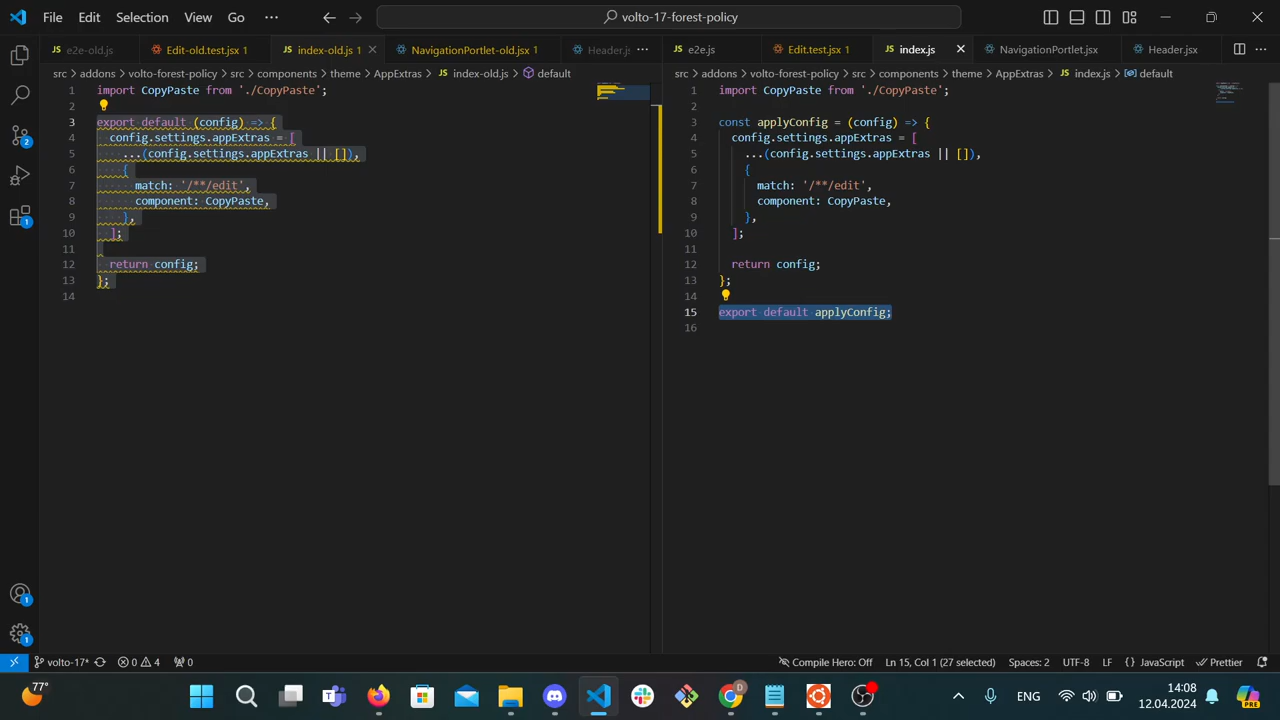 File Edit Selection View Go ··· volto-17-forest-policy
e2e-old.js Edit-old.test.jsx 1 index-old.js 1 NavigationPortlet-old.jsx 1 Header.js ··· e2e.js Edit.test.jsx 1 index.js NavigationPortlet.jsx Header.jsx ···
src > addons > volto-forest-policy > src > components > theme > AppExtras > index-old.js > default
src > addons > volto-forest-policy > src > components > theme > AppExtras > index.js > default
1 import CopyPaste from './CopyPaste';
2
3 export default (config) => {
4 config.settings.appExtras = [
5 ...(config.settings.appExtras || []),
6 {
7 match: '/**/edit',
8 component: CopyPaste,
9 },
10 ];
11
12 return config;
13 };
14
1 import CopyPaste from './CopyPaste';
2
3 const applyConfig = (config) => {
4 config.settings.appExtras = [
5 ...(config.settings.appExtras || []),
6 {
7 match: '/**/edit',
8 component: CopyPaste,
9 },
10 ];
11
12 return config;
13 };
14
15 export default applyConfig;
16
2
1
1
1
volto-17* 0 4 0 Compile Hero: Off Ln 15, Col 1 (27 selected) Spaces: 2 UTF-8 LF {} JavaScript Prettier
77° D ENG 14:08
12.04.2024
PRE